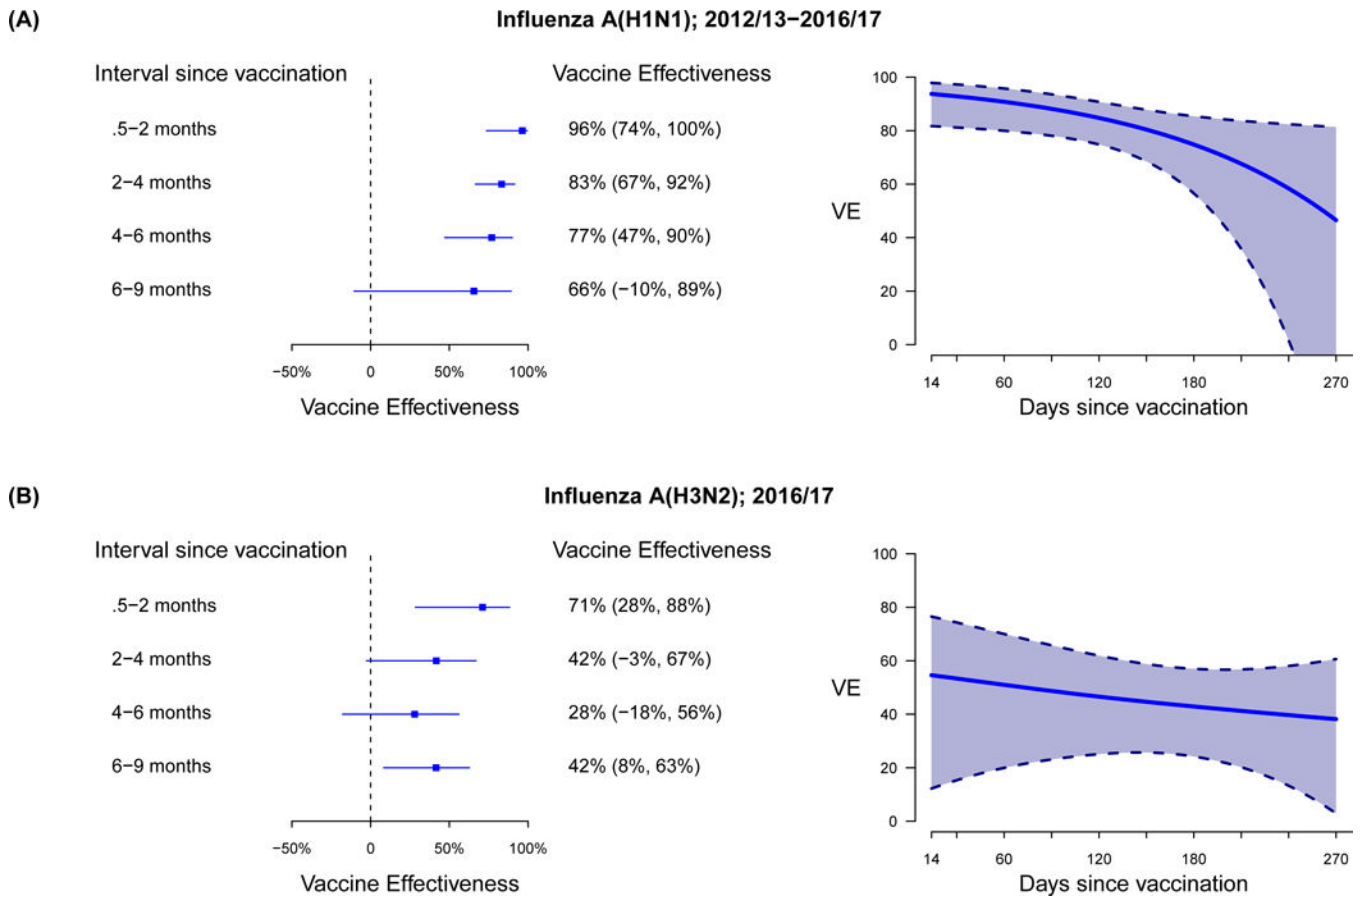 (A)
Influenza A(H1N1); 2012/13−2016/17
Interval since vaccination
Vaccine Effectiveness
.5−2 months
96% (74%, 100%)
2−4 months
83% (67%, 92%)
4−6 months
77% (47%, 90%)
6−9 months
66% (−10%, 89%)
−50%
0
50%
100%
Vaccine Effectiveness
100
80
60
40
20
0
VE
14
60
120
180
270
Days since vaccination
(B)
Influenza A(H3N2); 2016/17
Interval since vaccination
Vaccine Effectiveness
.5−2 months
71% (28%, 88%)
2−4 months
42% (−3%, 67%)
4−6 months
28% (−18%, 56%)
6−9 months
42% (8%, 63%)
−50%
0
50%
100%
Vaccine Effectiveness
100
80
60
40
20
0
VE
14
60
120
180
270
Days since vaccination